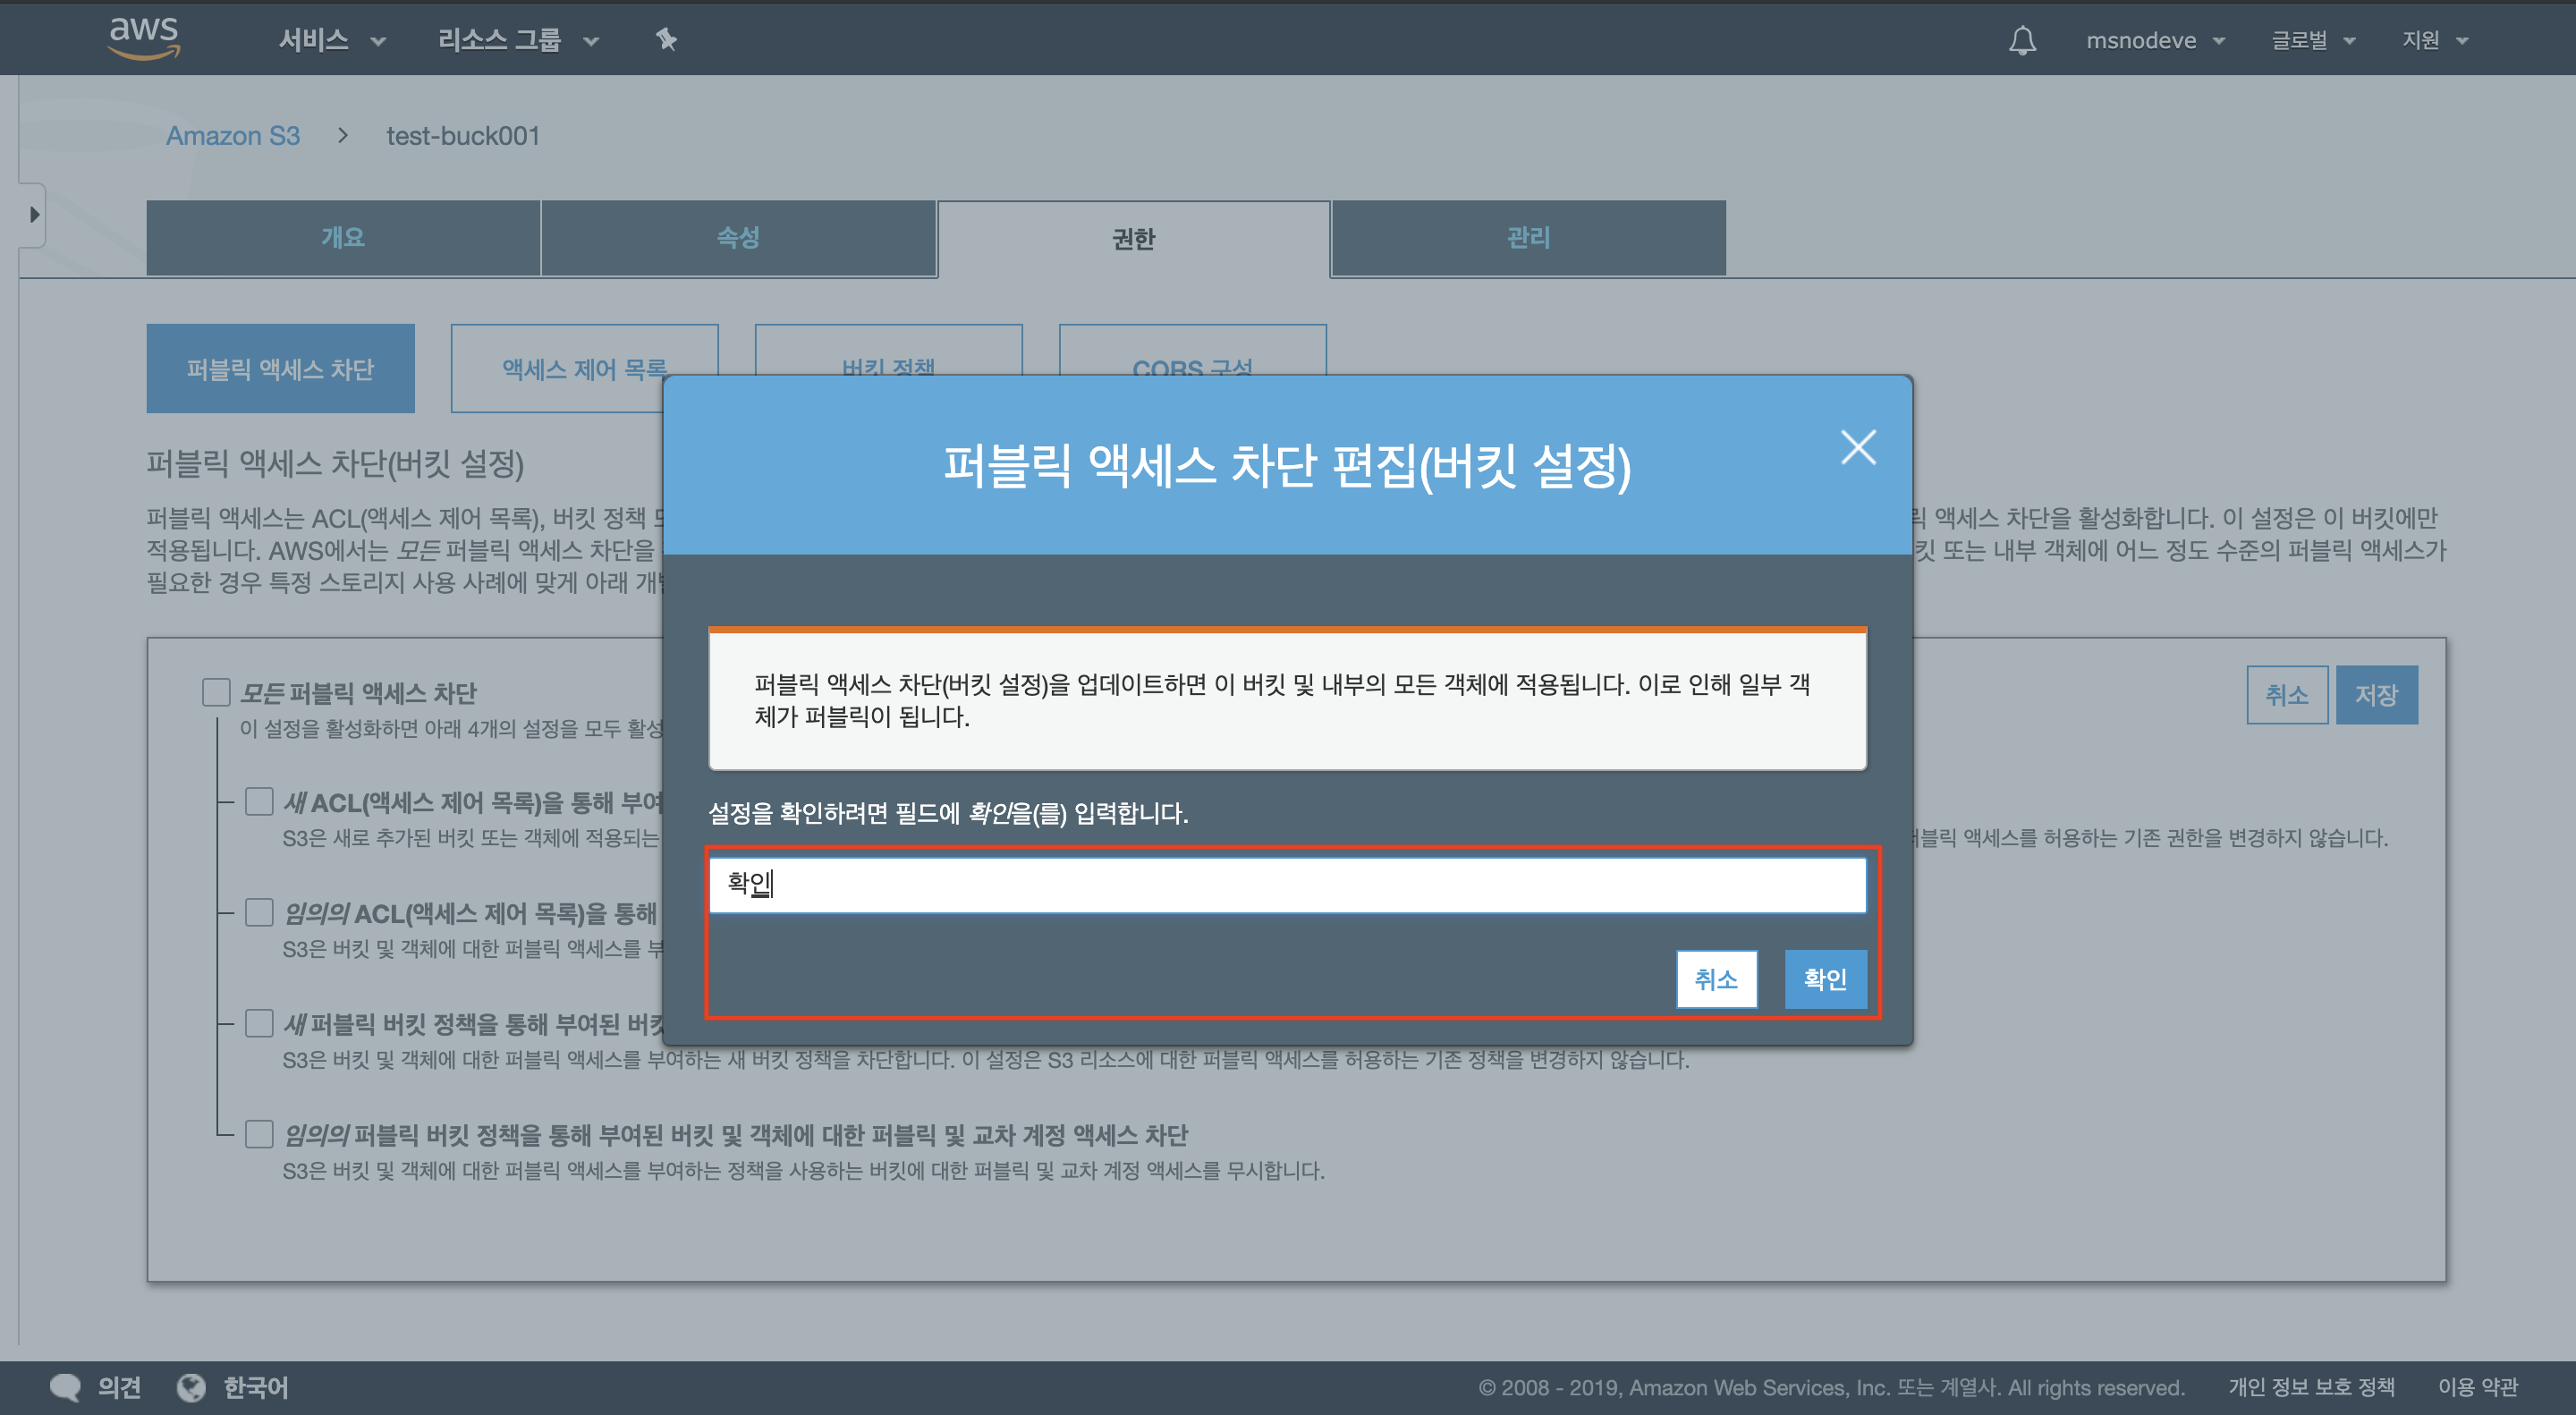 aws
서비스
리소스 그룹
msnodeve
글로벌
지원
Amazon S3 > test-buck001
개요
속성
권한
관리
퍼블릭 액세스 차단
액세스 제어 목록
버킷 정책
CORS 구성
퍼블릭 액세스 차단(버킷 설정)
퍼블릭 액세스는 ACL(액세스 제어 목록), 버킷 정책
릭 액세스 차단을 활성화합니다. 이 설정은 이 버킷에만
적용됩니다. AWS에서는 모든 퍼블릭 액세스 차단을
킷 또는 내부 객체에 어느 정도 수준의 퍼블릭 액세스가
필요한 경우 특정 스토리지 사용 사례에 맞게 아래
퍼블릭 액세스 차단 편집(버킷 설정)
퍼블릭 액세스 차단(버킷 설정)을 업데이트하면 이 버킷 및 내부의 모든 객체에 적용됩니다. 이로 인해 일부 객
체가 퍼블릭이 됩니다.
설정을 확인하려면 필드에 확인을(를) 입력합니다.
확인
취소
확인
모든 퍼블릭 액세스 차단
이 설정을 활성화하면 아래 4개의 설정을 모두 활성
취소
저장
새 ACL(액세스 제어 목록)을 통해 부여
S3은 새로 추가된 버킷 또는 객체에 적용되는
퍼블릭 액세스를 허용하는 기존 권한을 변경하지 않습니다.
임의의 ACL(액세스 제어 목록)을 통해
S3은 버킷 및 객체에 대한 퍼블릭 액세스를 부
새 퍼블릭 버킷 정책을 통해 부여된 버킷
S3은 버킷 및 객체에 대한 퍼블릭 액세스를 부여하는 새 버킷 정책을 차단합니다. 이 설정은 S3 리소스에 대한 퍼블릭 액세스를 허용하는 기존 정책을 변경하지 않습니다.
임의의 퍼블릭 버킷 정책을 통해 부여된 버킷 및 객체에 대한 퍼블릭 및 교차 계정 액세스 차단
S3은 버킷 및 객체에 대한 퍼블릭 액세스를 부여하는 정책을 사용하는 버킷에 대한 퍼블릭 및 교차 계정 액세스를 무시합니다.
의견
한국어
© 2008 - 2019, Amazon Web Services, Inc. 또는 계열사. All rights reserved.
개인 정보 보호 정책
이용 약관